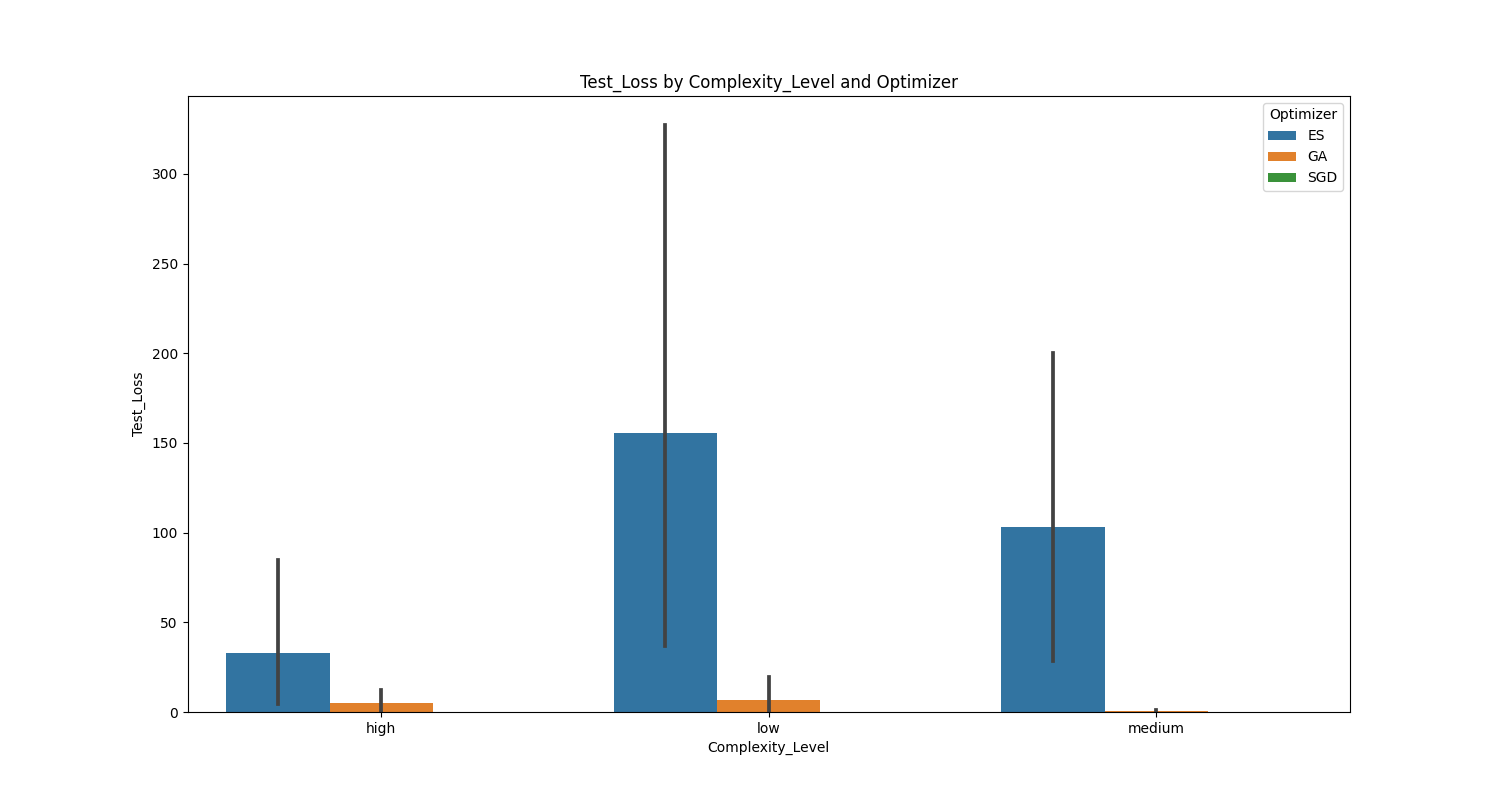 Test_Loss by Complexity_Level and Optimizer
Optimizer
ES
GA
SGD
Test_Loss
300
250
200
150
100
50
0
high
low
medium
Complexity_Level